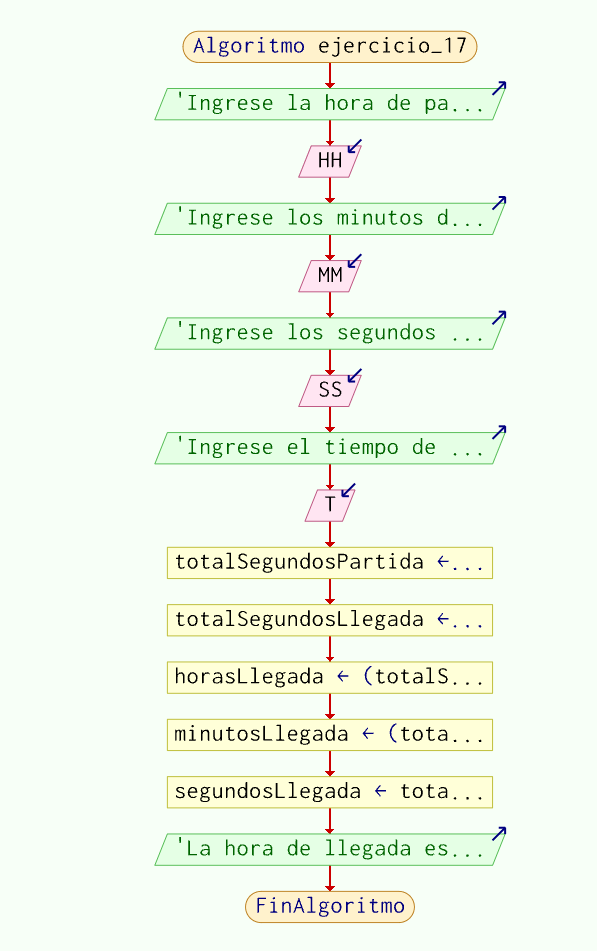 Algoritmo ejercicio_17
'Ingrese la hora de pa...
HH
'Ingrese los minutos d...
MM
'Ingrese los segundos ...
SS
'Ingrese el tiempo de ...
T
totalSegundosPartida ←...
totalSegundosLlegada ←...
horasLlegada ← (totalS...
minutosLlegada ← (tota...
segundosLlegada ← tota...
'La hora de llegada es...
FinAlgoritmo